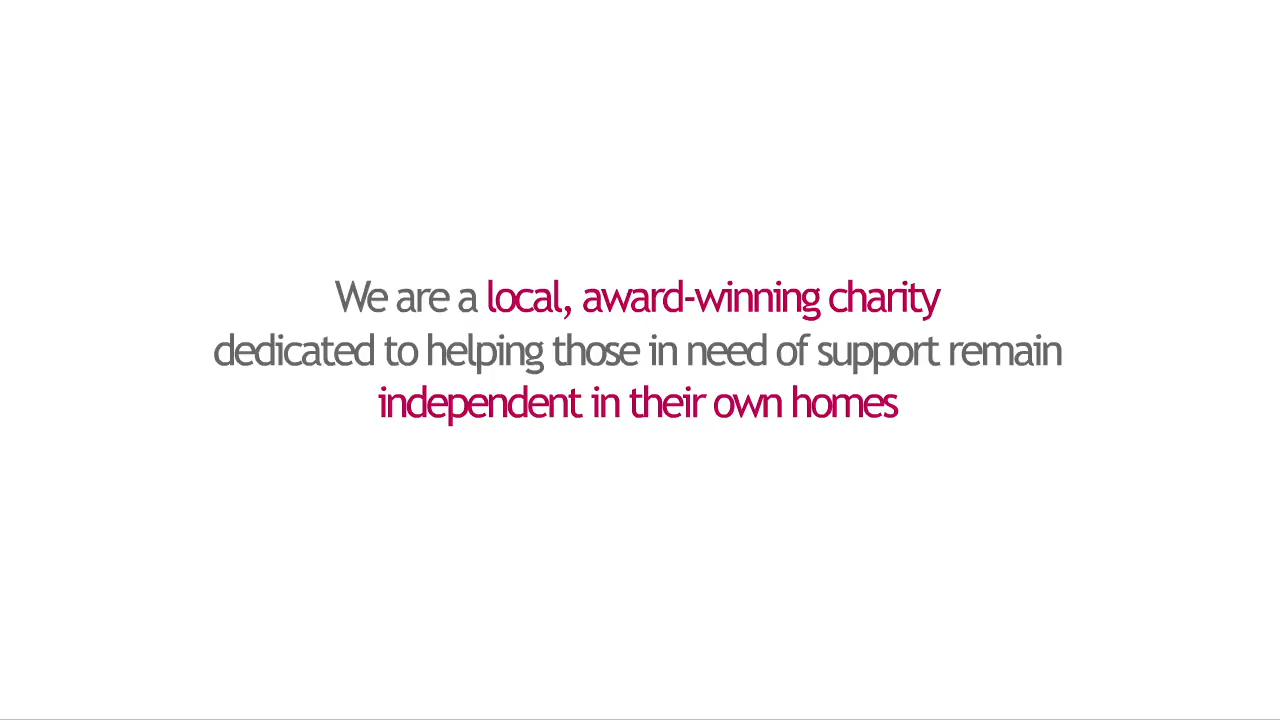 We are a local, award-winning charity
dedicated to helping those in need of support remain
independent in their own homes